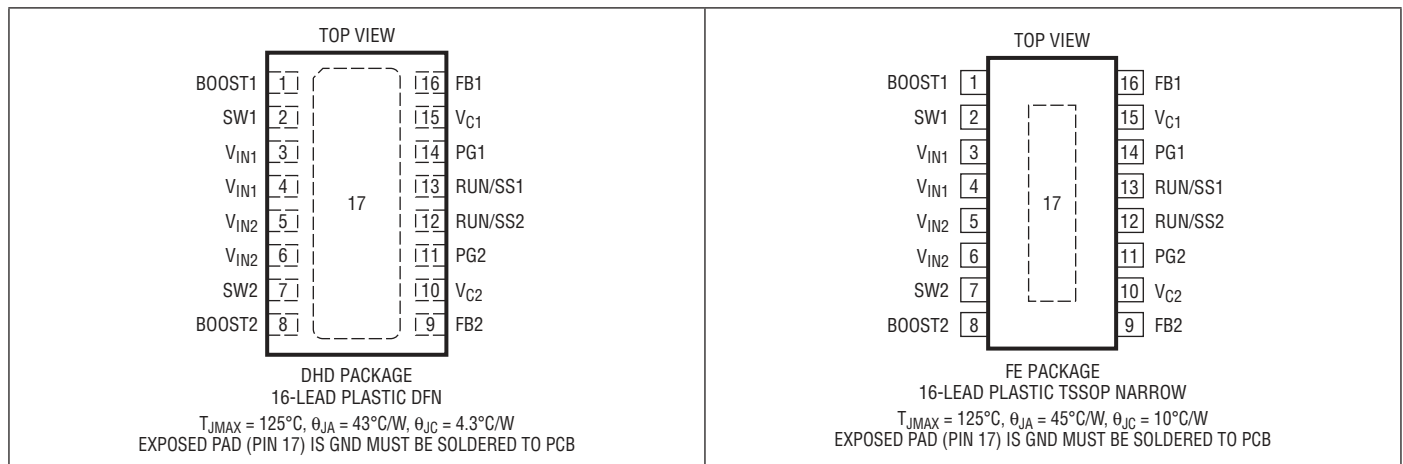 TOP VIEW
BOOST1 1 16 FB1
SW1 2 15 VC1
VIN1 3 14 PG1
VIN1 4 13 RUN/SS1
17
VIN2 5 12 RUN/SS2
VIN2 6 11 PG2
SW2 7 10 VC2
BOOST2 8 9 FB2
DHD PACKAGE
16-LEAD PLASTIC DFN
TJMAX = 125°C, θJA = 43°C/W, θJC = 4.3°C/W
EXPOSED PAD (PIN 17) IS GND MUST BE SOLDERED TO PCB
TOP VIEW
BOOST1 1 16 FB1
SW1 2 15 VC1
VIN1 3 14 PG1
VIN1 4 13 RUN/SS1
17
VIN2 5 12 RUN/SS2
VIN2 6 11 PG2
SW2 7 10 VC2
BOOST2 8 9 FB2
FE PACKAGE
16-LEAD PLASTIC TSSOP NARROW
TJMAX = 125°C, θJA = 45°C/W, θJC = 10°C/W
EXPOSED PAD (PIN 17) IS GND MUST BE SOLDERED TO PCB